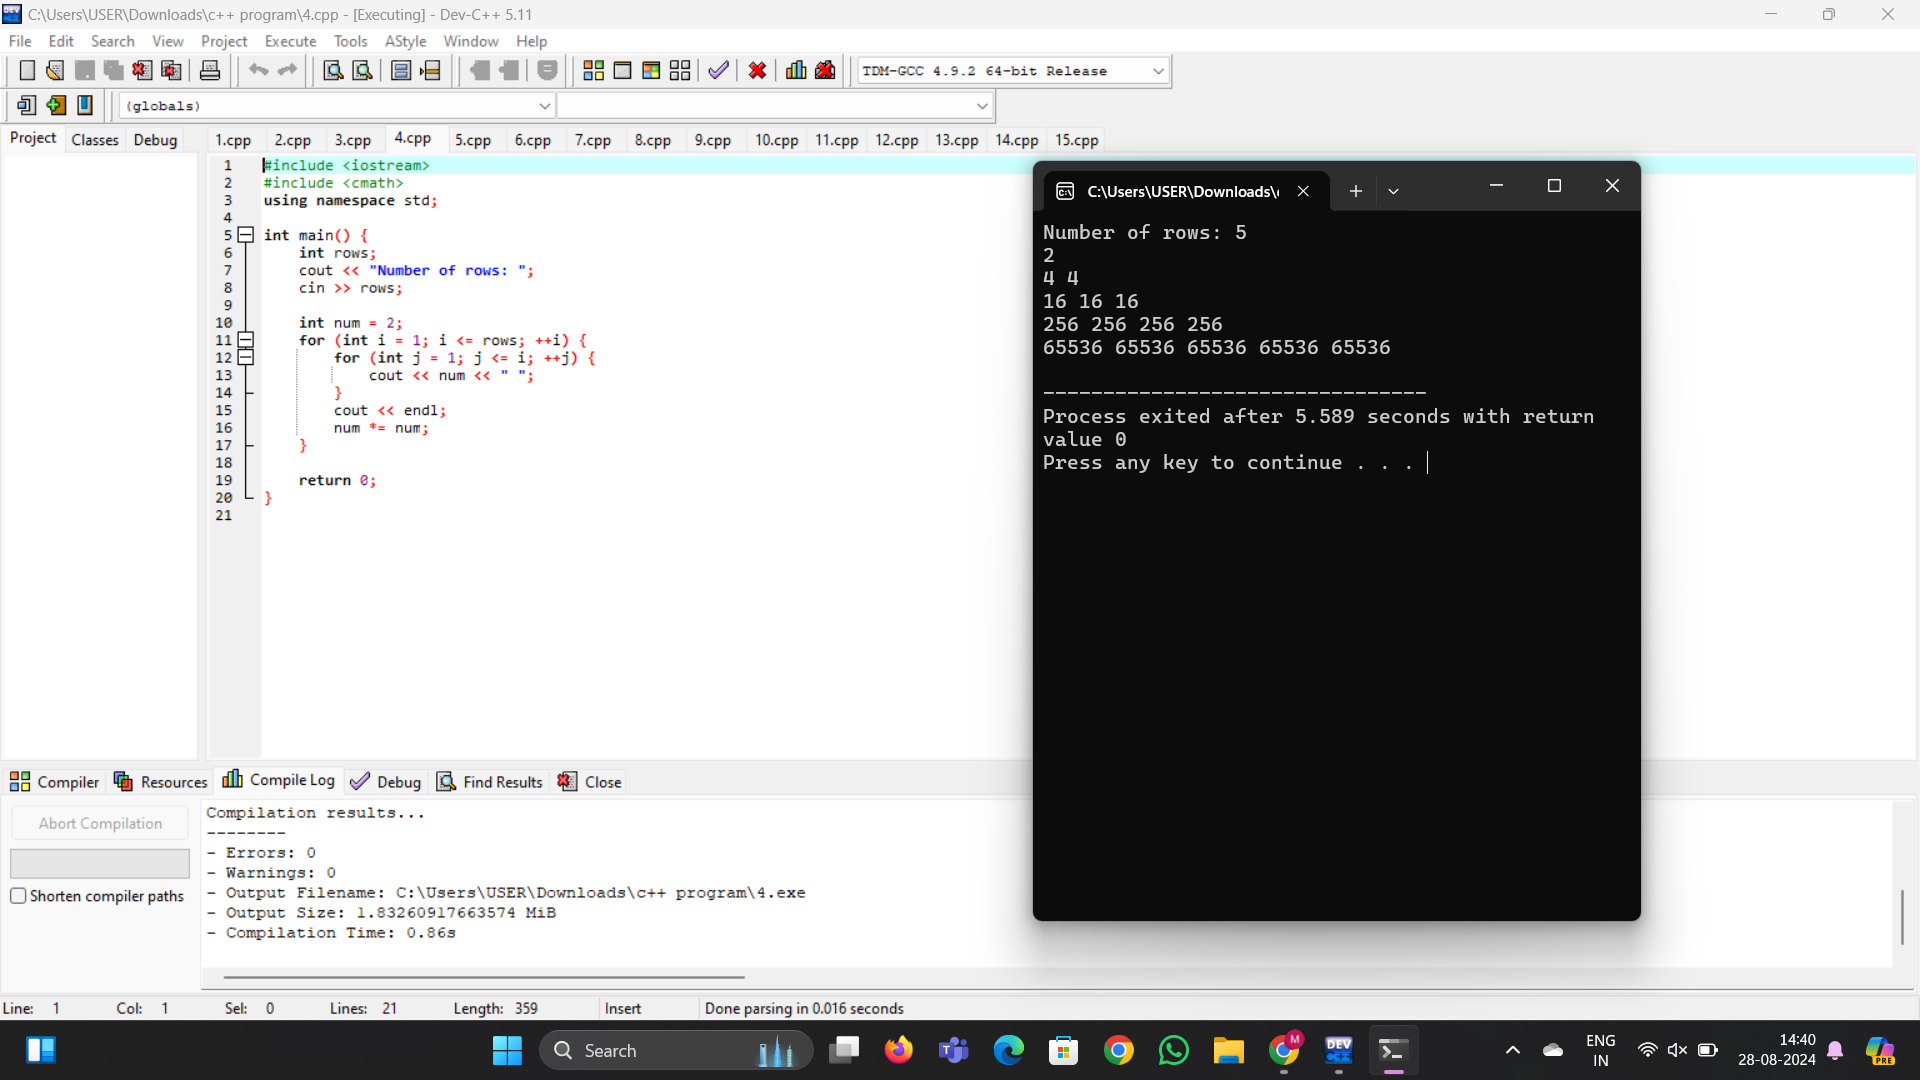 C:\Users\USER\Downloads\c++ program\4.cpp - [Executing] - Dev-C++ 5.11
File Edit Search View Project Execute Tools AStyle Window Help
TDM-GCC 4.9.2 64-bit Release
(globals)
Project Classes Debug
1.cpp 2.cpp 3.cpp 4.cpp 5.cpp 6.cpp 7.cpp 8.cpp 9.cpp 10.cpp 11.cpp 12.cpp 13.cpp 14.cpp 15.cpp
1 #include <iostream>
2 #include <cmath>
3 using namespace std;
4
5 int main() {
6     int rows;
7     cout << "Number of rows: ";
8     cin >> rows;
9
10     int num = 2;
11     for (int i = 1; i <= rows; ++i) {
12         for (int j = 1; j <= i; ++j) {
13             cout << num << " ";
14         }
15         cout << endl;
16         num *= num;
17     }
18
19     return 0;
20 }
21
C:\Users\USER\Downloads\
Number of rows: 5
2
4 4
16 16 16
256 256 256 256
65536 65536 65536 65536 65536
--------------------------------
Process exited after 5.589 seconds with return
value 0
Press any key to continue . . .
Compiler Resources Compile Log Debug Find Results Close
Abort Compilation
Shorten compiler paths
Compilation results...
--------
- Errors: 0
- Warnings: 0
- Output Filename: C:\Users\USER\Downloads\c++ program\4.exe
- Output Size: 1.83260917663574 MiB
- Compilation Time: 0.86s
Line: 1 Col: 1 Sel: 0 Lines: 21 Length: 359 Insert Done parsing in 0.016 seconds
Search
M
DEV
ENG
IN
14:40
28-08-2024
PRE